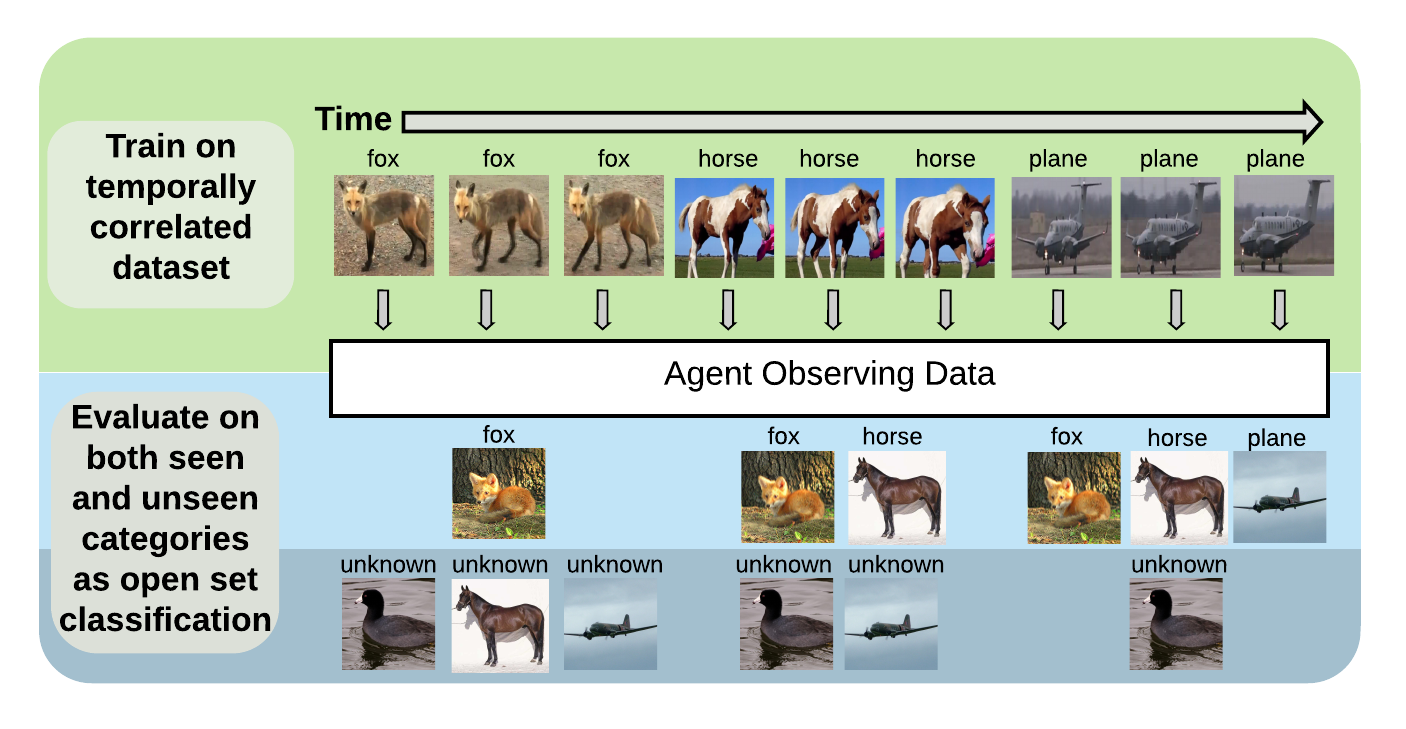 Time
Train on
temporally
correlated
dataset
fox fox fox horse horse horse plane plane plane
Agent Observing Data
Evaluate on
both seen
and unseen
categories
as open set
classification
fox fox horse fox horse plane
unknown unknown unknown unknown unknown unknown